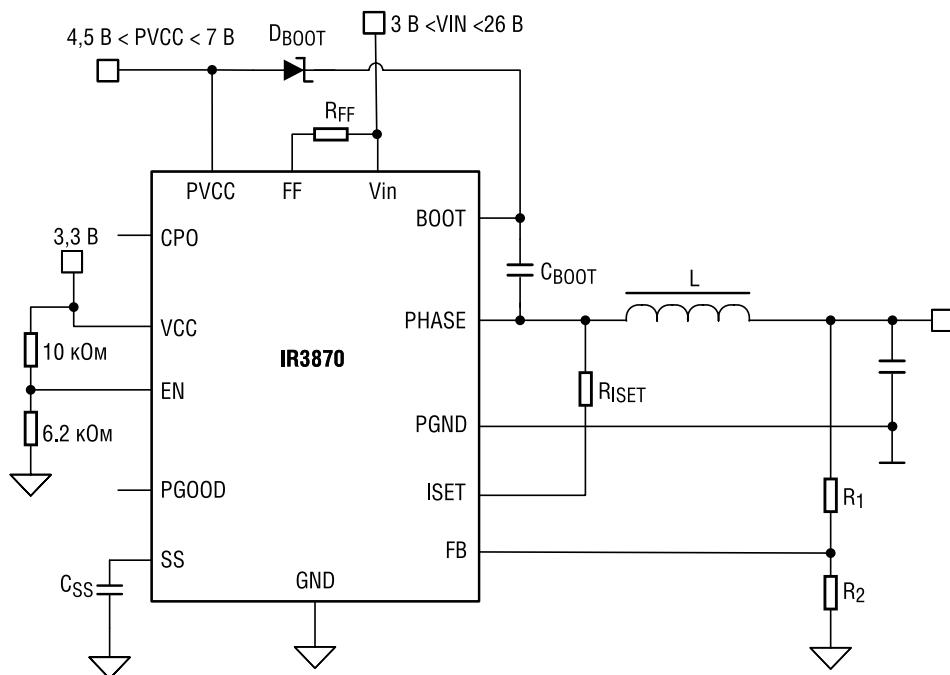 4,5 В < PVCC < 7 В
DBOOT
3 В <VIN <26 В
RFF
PVCC
FF
Vin
BOOT
CPO
3,3 В
CBOOT
L
VCC
PHASE
10 кОм
IR3870
EN
RISET
6.2 кОм
PGND
PGOOD
ISET
R1
SS
FB
CSS
GND
R2